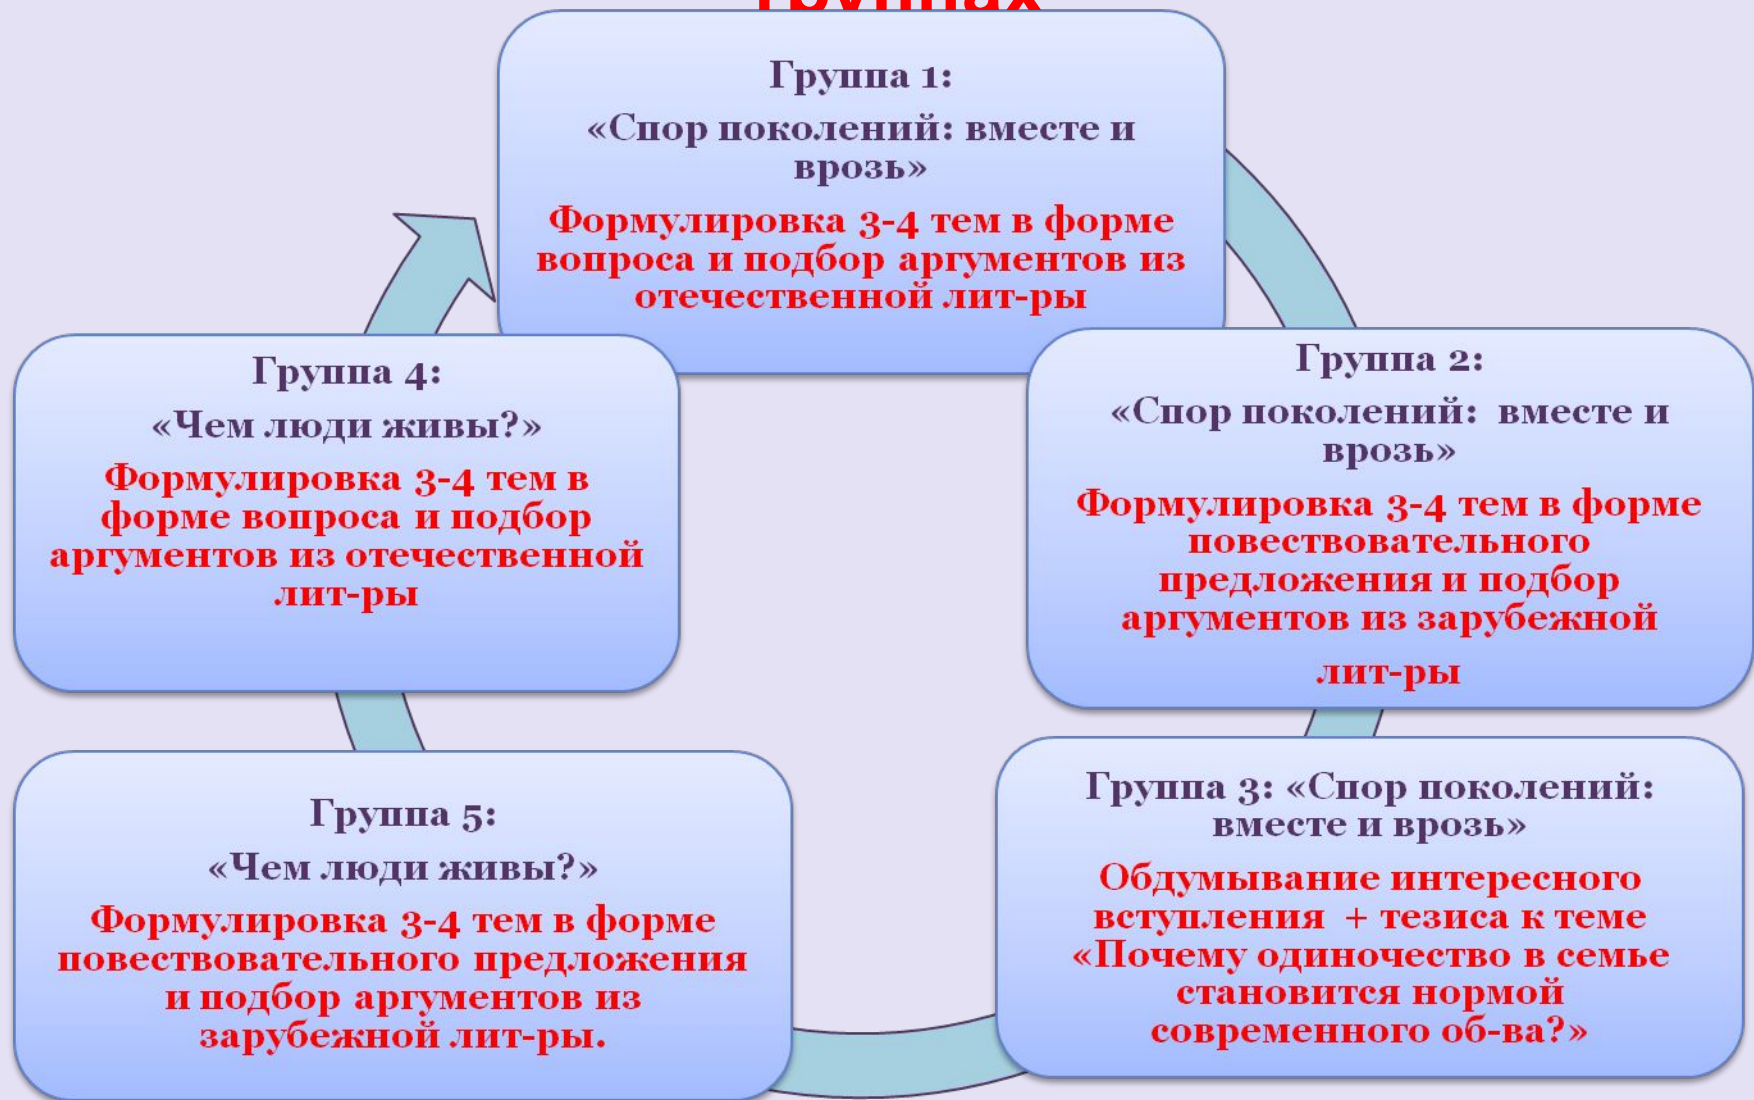 группах
Группа 1:
«Спор поколений: вместе и
врозь»
Формулировка 3-4 тем в форме
вопроса и подбор аргументов из
отечественной лит-ры
Группа 2:
«Спор поколений: вместе и
врозь»
Формулировка 3-4 тем в форме
повествовательного
предложения и подбор
аргументов из зарубежной
лит-ры
Группа 3: «Спор поколений:
вместе и врозь»
Обдумывание интересного
вступления + тезиса к теме
«Почему одиночество в семье
становится нормой
современного об-ва?»
Группа 4:
«Чем люди живы?»
Формулировка 3-4 тем в
форме вопроса и подбор
аргументов из отечественной
лит-ры
Группа 5:
«Чем люди живы?»
Формулировка 3-4 тем в форме
повествовательного предложения
и подбор аргументов из
зарубежной лит-ры.